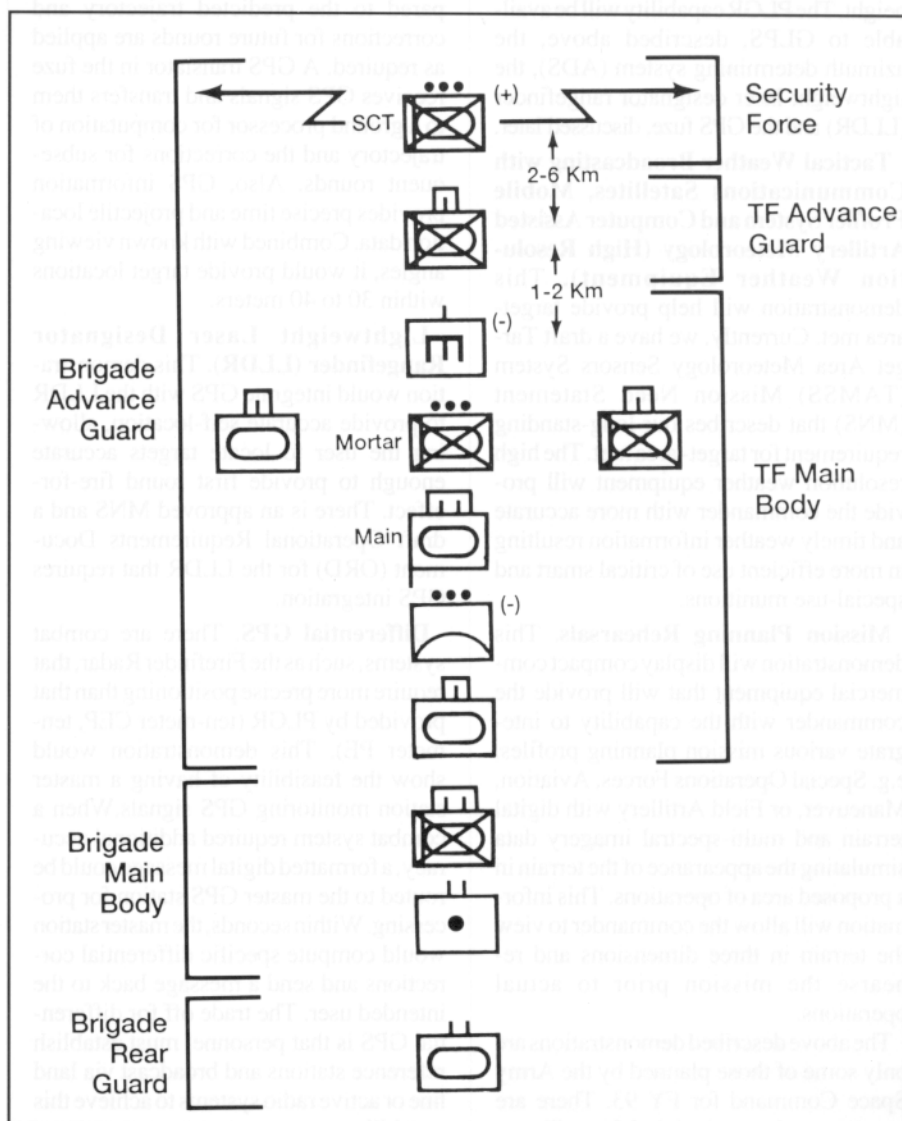 (+)
SCT
Security
Force
2-6 Km
TF Advance
Guard
1-2 Km
(-)
Brigade
Advance
Guard
Mortar
TF Main
Body
Main
(-)
Brigade
Main
Body
Brigade
Rear
Guard